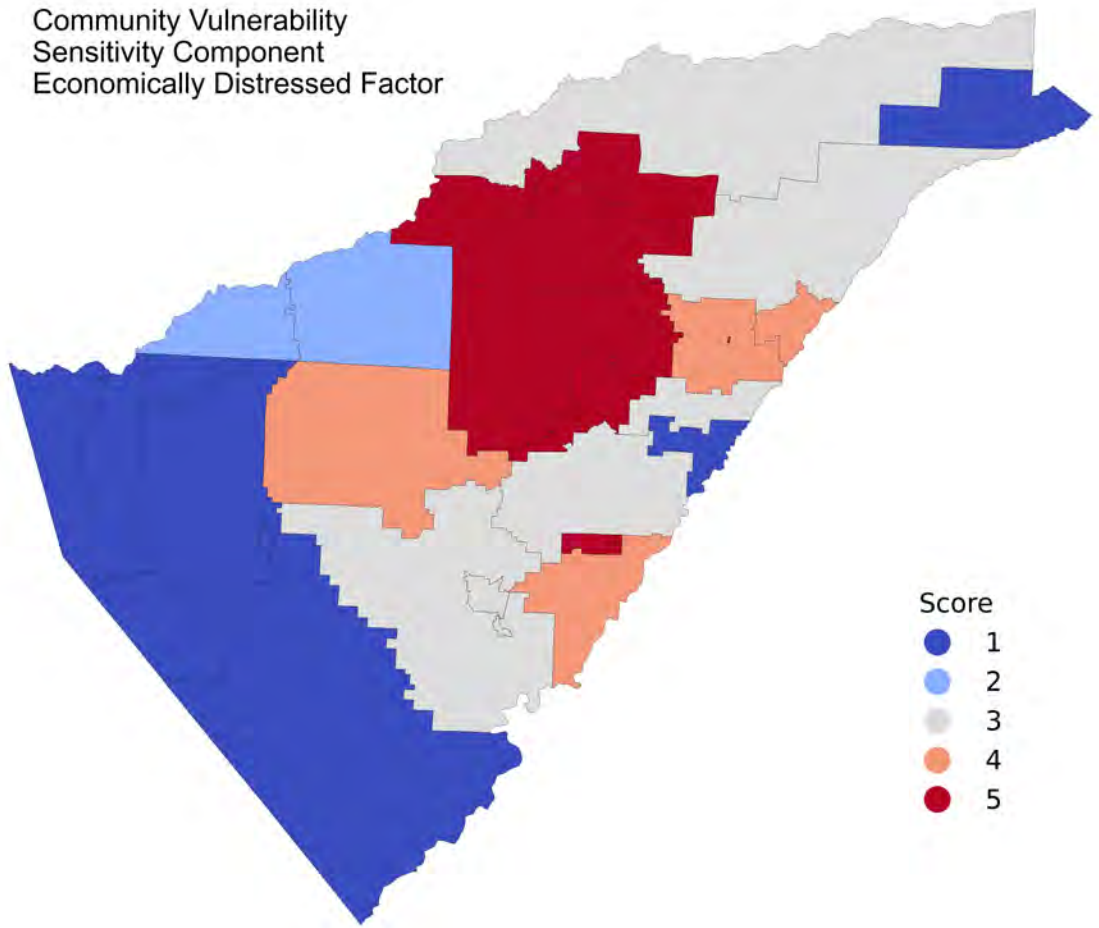 Community Vulnerability
Sensitivity Component
Economically Distressed Factor
Score
1
2
3
4
5